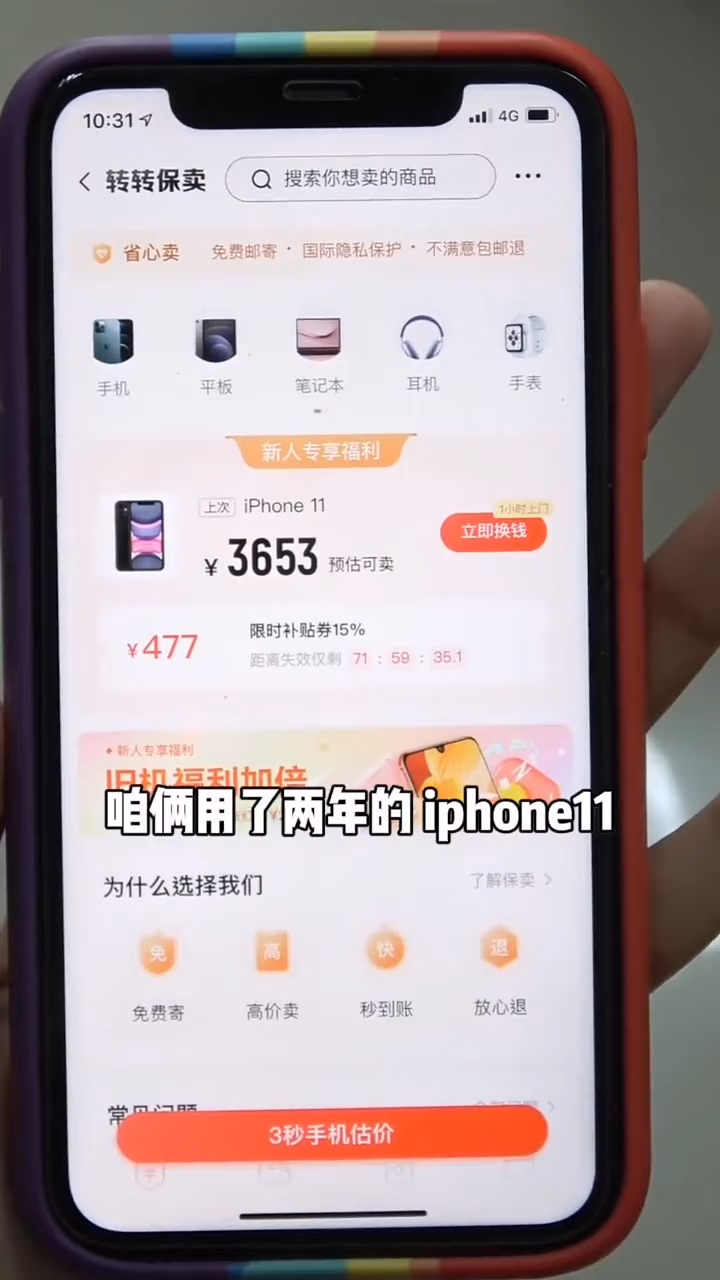 10:31
4G
转转保卖
搜索你想卖的商品
省心卖 免费邮寄 · 国际隐私保护 · 不满意包邮退
手机 平板 笔记本 耳机 手表
新人专享福利
上次 iPhone 11
1小时上门
立即换钱
¥ 3653 预估可卖
¥477
限时补贴券15%
距离失效仅剩 71 : 59 : 35.1
新人专享福利
旧机福利加倍
咱俩用了两年的 iphone11
为什么选择我们
了解保卖
免 高 快 退
免费寄 高价卖 秒到账 放心退
常见问题
3秒手机估价